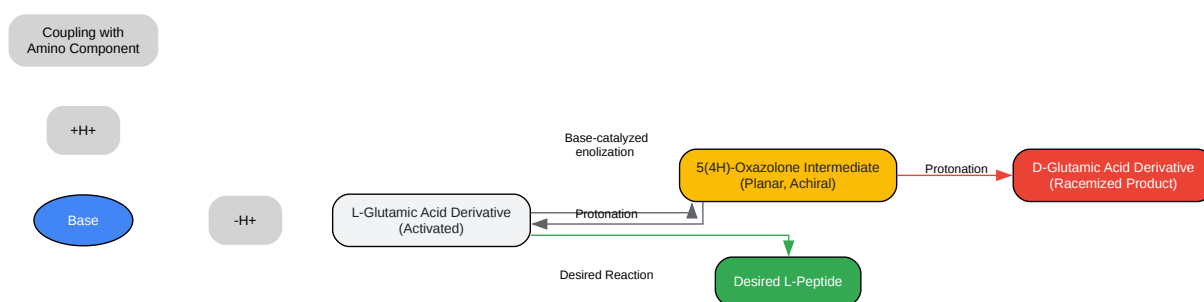 Coupling with
Amino Component
+H+
Base
-H+
L-Glutamic Acid Derivative
(Activated)
Base-catalyzed
enolization
Protonation
5(4H)-Oxazolone Intermediate
(Planar, Achiral)
Protonation
D-Glutamic Acid Derivative
(Racemized Product)
Desired Reaction
Desired L-Peptide